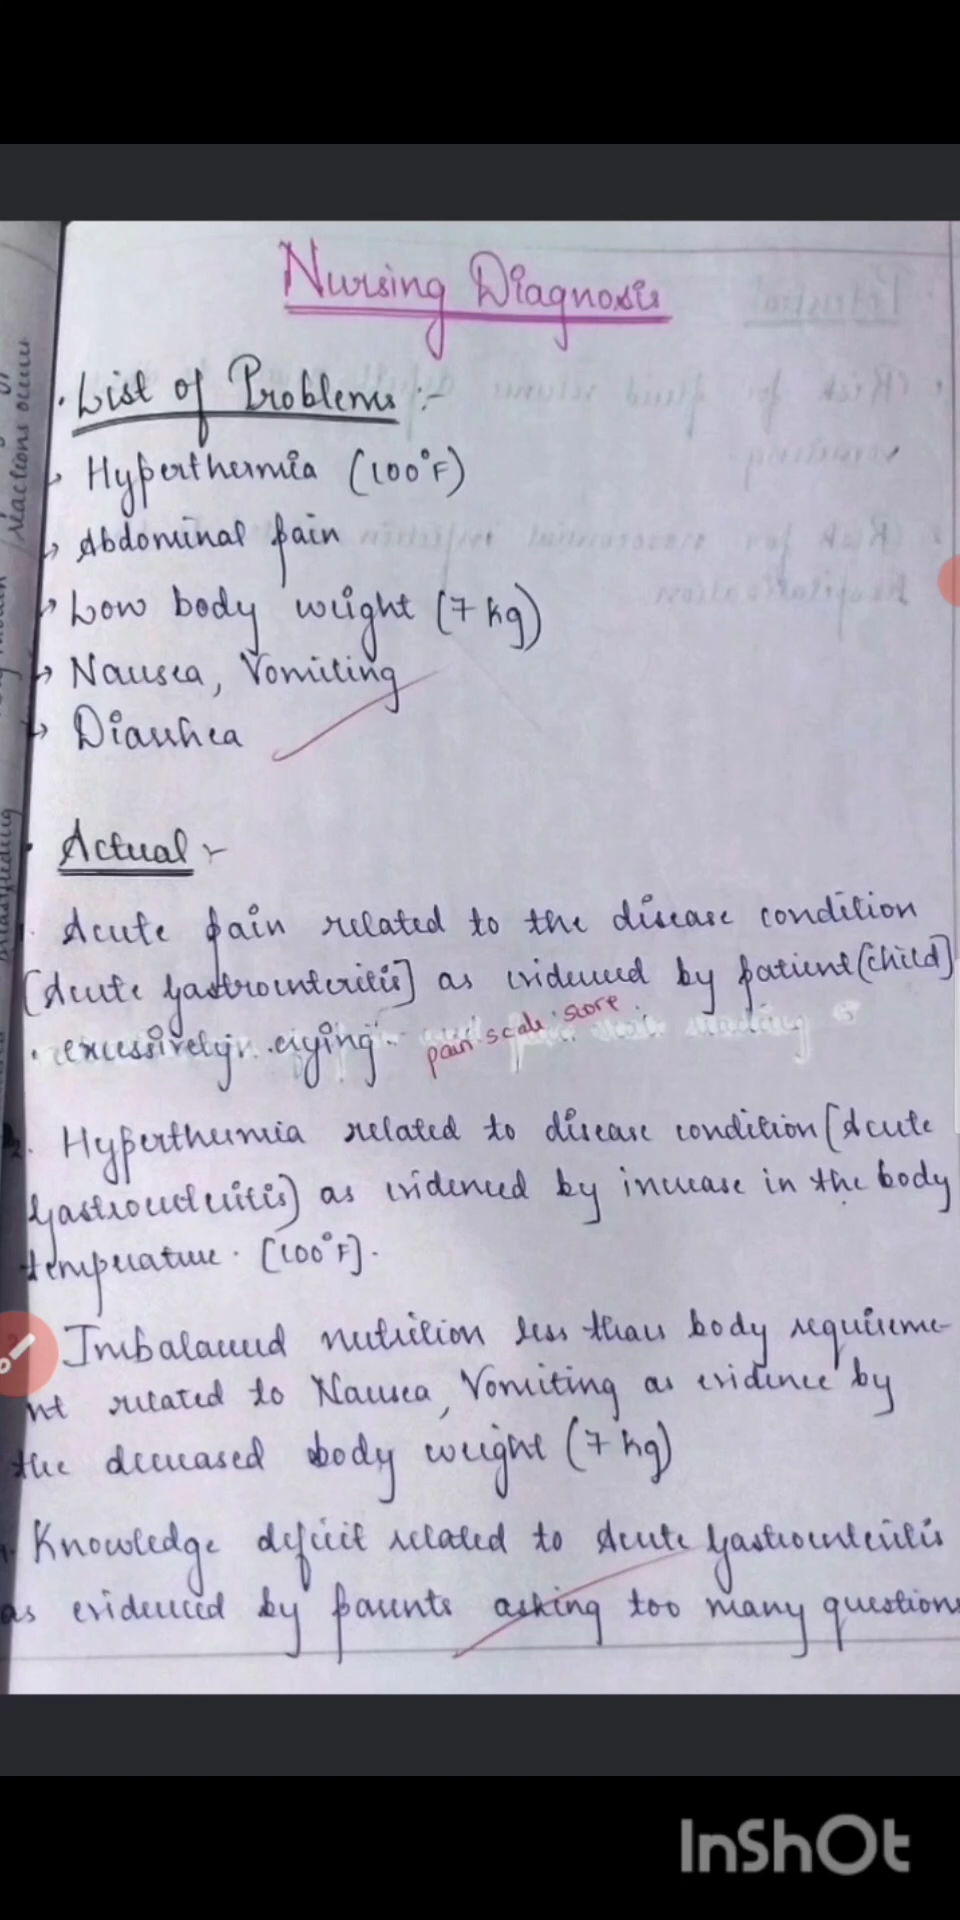 Nursing Diagnosis
. List of Problems :-
→ Hyperthermia (100°F)
→ Abdominal pain
→ Low body weight (7 kg)
→ Nausea, Vomiting
→ Diarrhea
• Actual :-
1. Acute pain related to the disease condition
[Acute gastroenteritis] as evidenced by patient (child)
excessively crying. pain scale score
2. Hyperthermia related to disease condition [Acute
gastroenteritis) as evidenced by increase in the body
temperature. [100°F].
Imbalanced nutrition less than body requireme-
nt related to Nausea, Vomiting as evidence by
the decreased body weight (7 kg)
Knowledge deficit related to Acute gastroenteritis
as evidenced by parents asking too many questions
InShOt